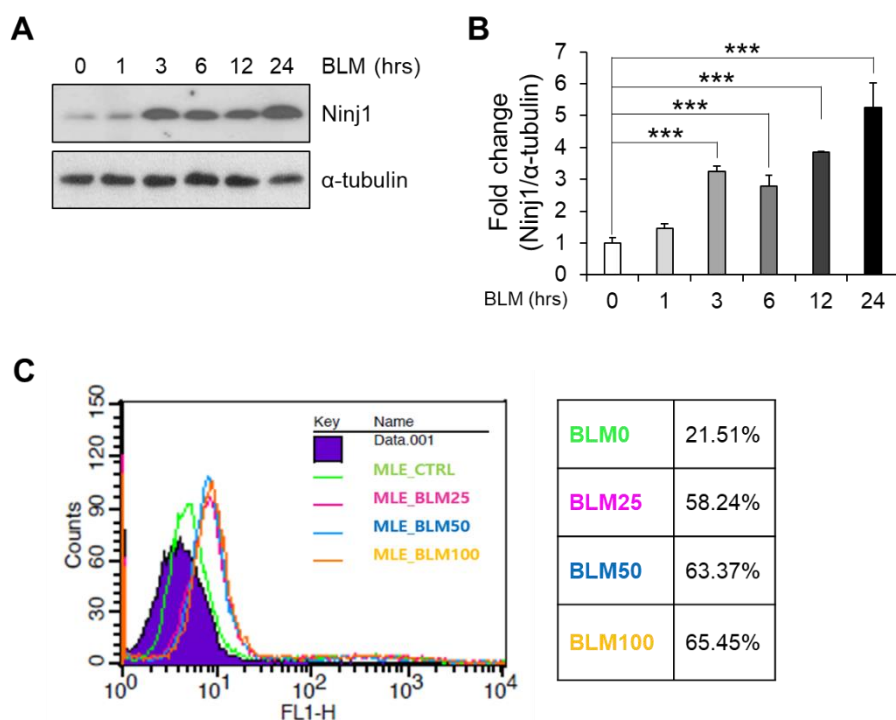 A
0 1 3 6 12 24 BLM (hrs)
Ninj1
α-tubulin
B
Fold change
(Ninj1/α-tubulin)
7
6
5
4
3
2
1
0
***
***
***
***
BLM (hrs) 0 1 3 6 12 24
C
Counts
150
120
90
60
30
0
Key Name
Data.001
MLE_CTRL
MLE_BLM25
MLE_BLM50
MLE_BLM100
10⁰ 10¹ 10² 10³ 10⁴
FL1-H
BLM0 21.51%
BLM25 58.24%
BLM50 63.37%
BLM100 65.45%